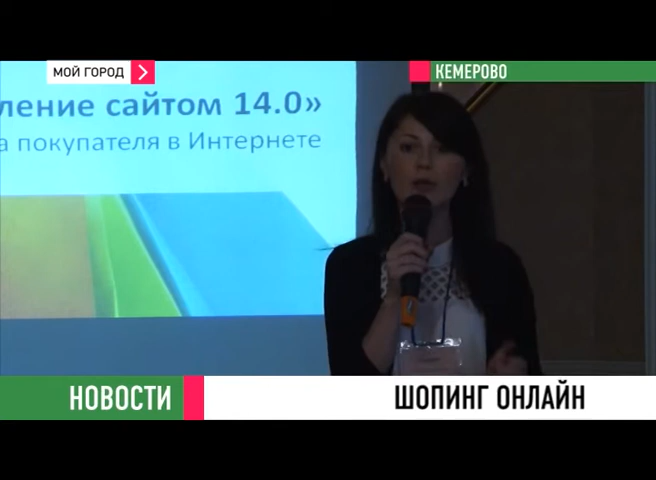 МОЙ ГОРОД
КЕМЕРОВО
ление сайтом 14.0»
а покупателя в Интернете
НОВОСТИ
ШОПИНГ ОНЛАЙН